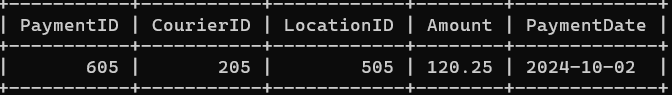 | PaymentID | CourierID | LocationID | Amount | PaymentDate |
| 605 | 205 | 505 | 120.25 | 2024-10-02 |